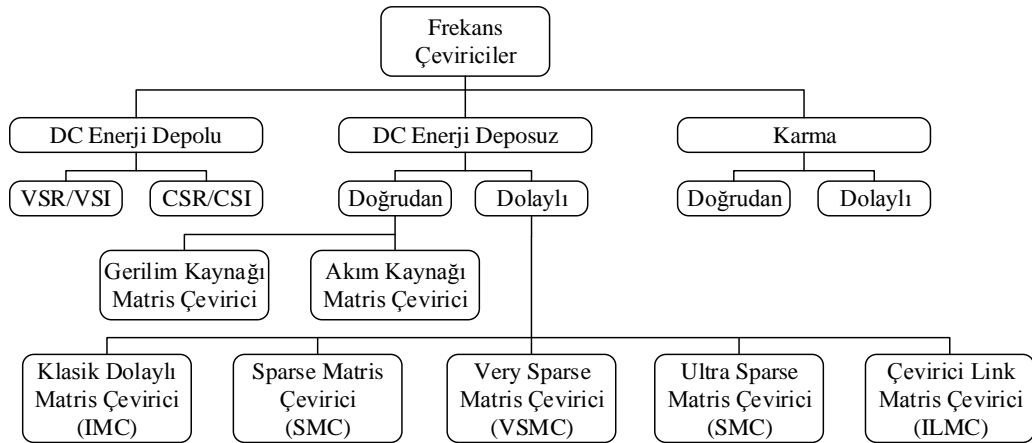 Frekans
Çeviriciler
DC Enerji Depolu
DC Enerji Deposuz
Karma
VSR/VSI
CSR/CSI
Doğrudan
Dolaylı
Doğrudan
Dolaylı
Gerilim Kaynağı
Matris Çevirici
Akım Kaynağı
Matris Çevirici
Klasik Dolaylı
Matris Çevirici
(IMC)
Sparse Matris
Çevirici
(SMC)
Very Sparse
Matris Çevirici
(VSMC)
Ultra Sparse
Matris Çevirici
(SMC)
Çevirici Link
Matris Çevirici
(ILMC)